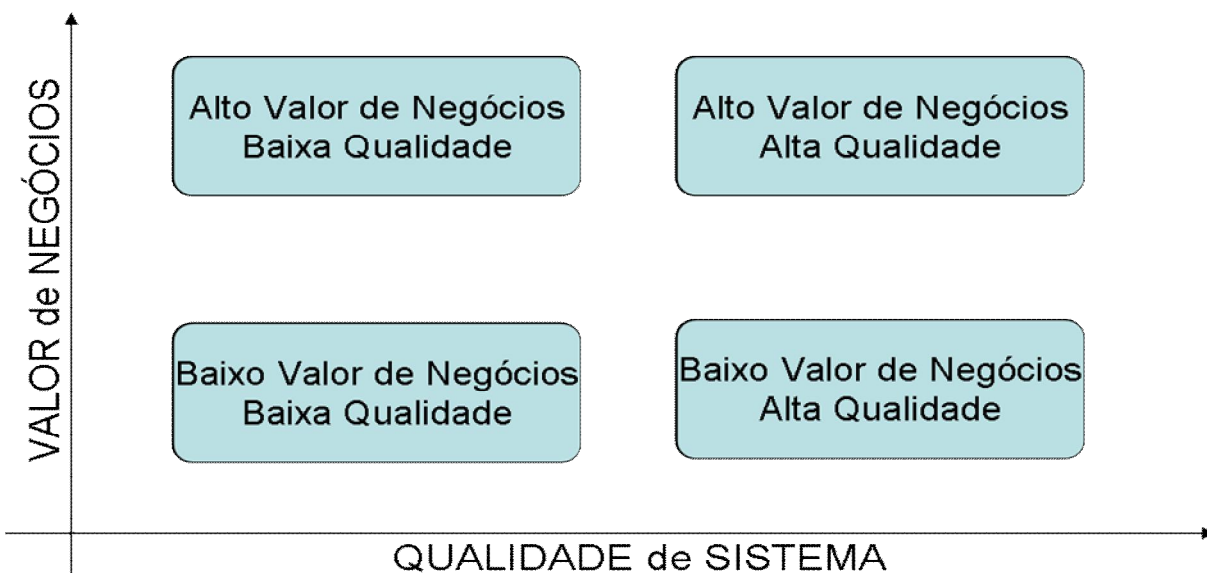 VALOR de NEGÓCIOS
Alto Valor de Negócios
Baixa Qualidade
Alto Valor de Negócios
Alta Qualidade
Baixo Valor de Negócios
Baixa Qualidade
Baixo Valor de Negócios
Alta Qualidade
QUALIDADE de SISTEMA